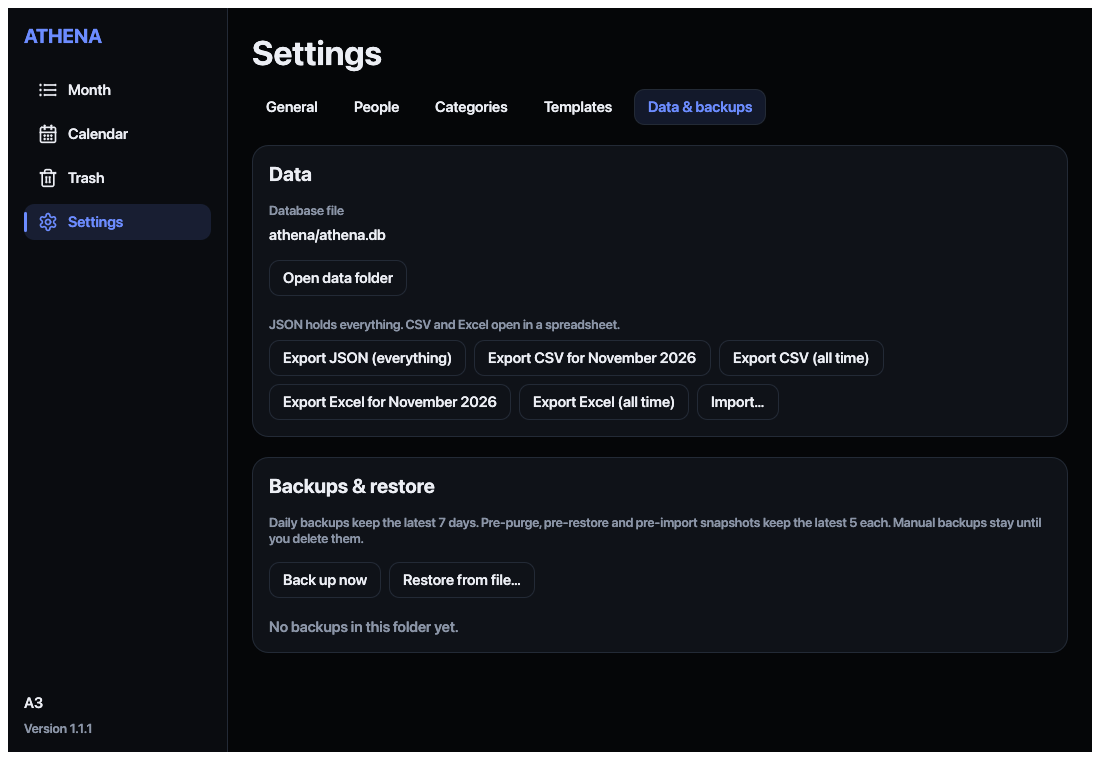 ATHENA
Month
Calendar
Trash
Settings
A3
Version 1.1.1
Settings
General People Categories Templates Data & backups
Data
Database file
athena/athena.db
Open data folder
JSON holds everything. CSV and Excel open in a spreadsheet.
Export JSON (everything) Export CSV for November 2026 Export CSV (all time)
Export Excel for November 2026 Export Excel (all time) Import...
Backups & restore
Daily backups keep the latest 7 days. Pre-purge, pre-restore and pre-import snapshots keep the latest 5 each. Manual backups stay until
you delete them.
Back up now Restore from file...
No backups in this folder yet.